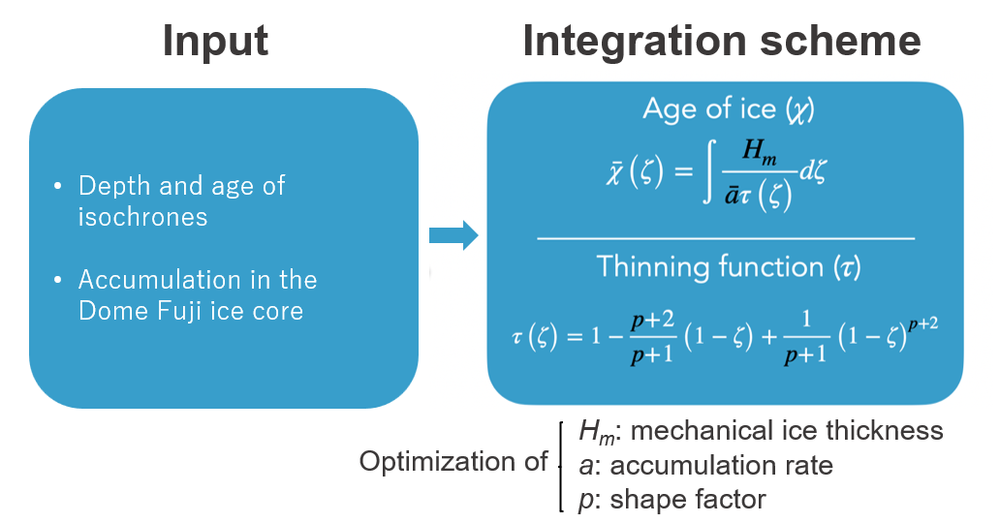 Input
Integration scheme
• Depth and age of
isochrones
• Accumulation in the
Dome Fuji ice core
Age of ice (χ)
χ̄(ζ) = ∫ H_m / (āτ(ζ)) dζ
Thinning function (τ)
τ(ζ) = 1 − (p+2)/(p+1) (1 − ζ) + 1/(p+1) (1 − ζ)^{p+2}
Optimization of
H_m: mechanical ice thickness
a: accumulation rate
p: shape factor